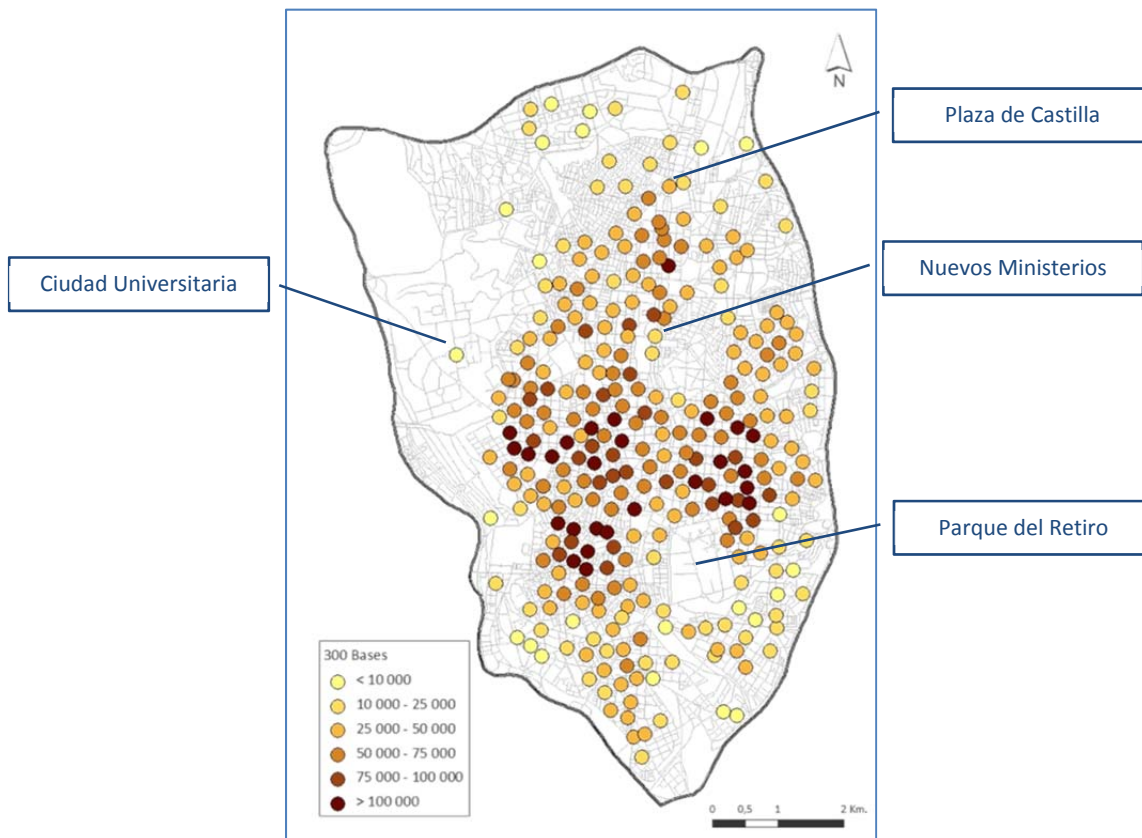 N
Plaza de Castilla
Ciudad Universitaria
Nuevos Ministerios
Parque del Retiro
300 Bases
< 10 000
10 000 - 25 000
25 000 - 50 000
50 000 - 75 000
75 000 - 100 000
> 100 000
0 0,5 1 2 Km.